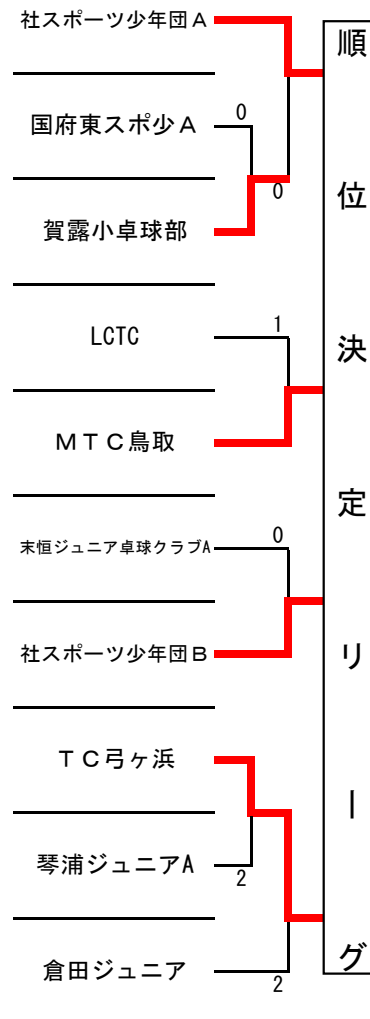 社スポーツ少年団Ａ
国府東スポ少Ａ
0
0
賀露小卓球部
LCTC
1
ＭＴＣ鳥取
末恒ジュニア卓球クラブA
0
社スポーツ少年団Ｂ
ＴＣ弓ヶ浜
琴浦ジュニアA
2
倉田ジュニア
2
順位決定リーグ